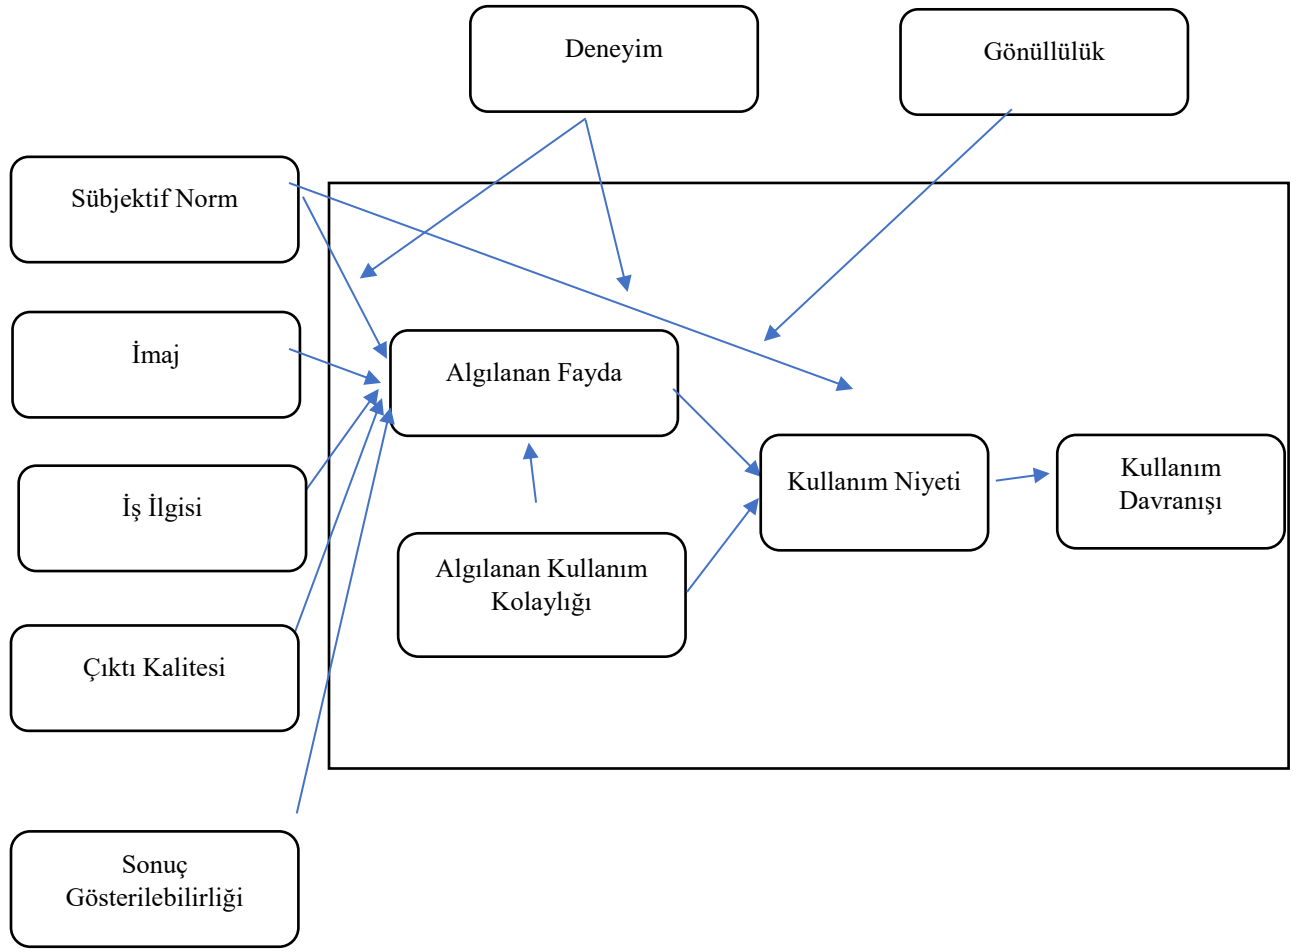 Deneyim
Gönüllülük
Sübjektif Norm
İmaj
Algılanan Fayda
İş İlgisi
Kullanım Niyeti
Kullanım
Davranışı
Algılanan Kullanım
Kolaylığı
Çıktı Kalitesi
Sonuç
Gösterilebilirliği